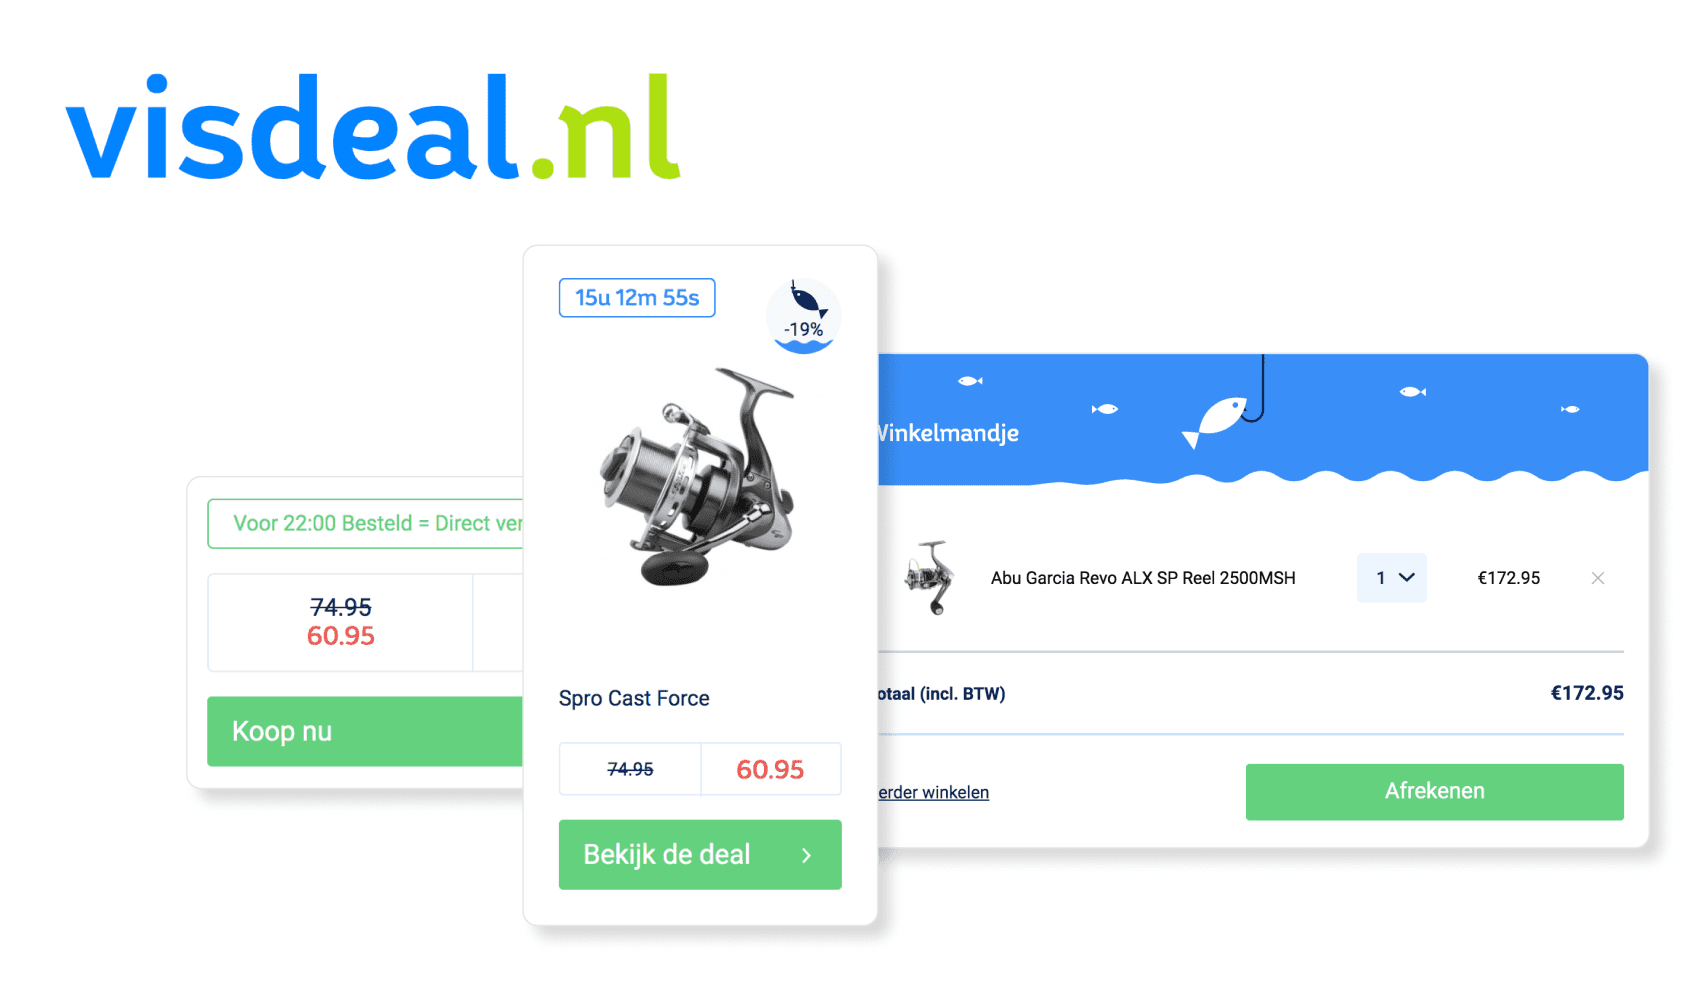 visdeal.nl
15u 12m 55s
-19%
Spro Cast Force
74.95
60.95
Bekijk de deal
Voor 22:00 Besteld = Direct ver
74.95
60.95
Koop nu
Winkelmandje
Abu Garcia Revo ALX SP Reel 2500MSH
1
€172.95
otaal (incl. BTW)
€172.95
erder winkelen
Afrekenen